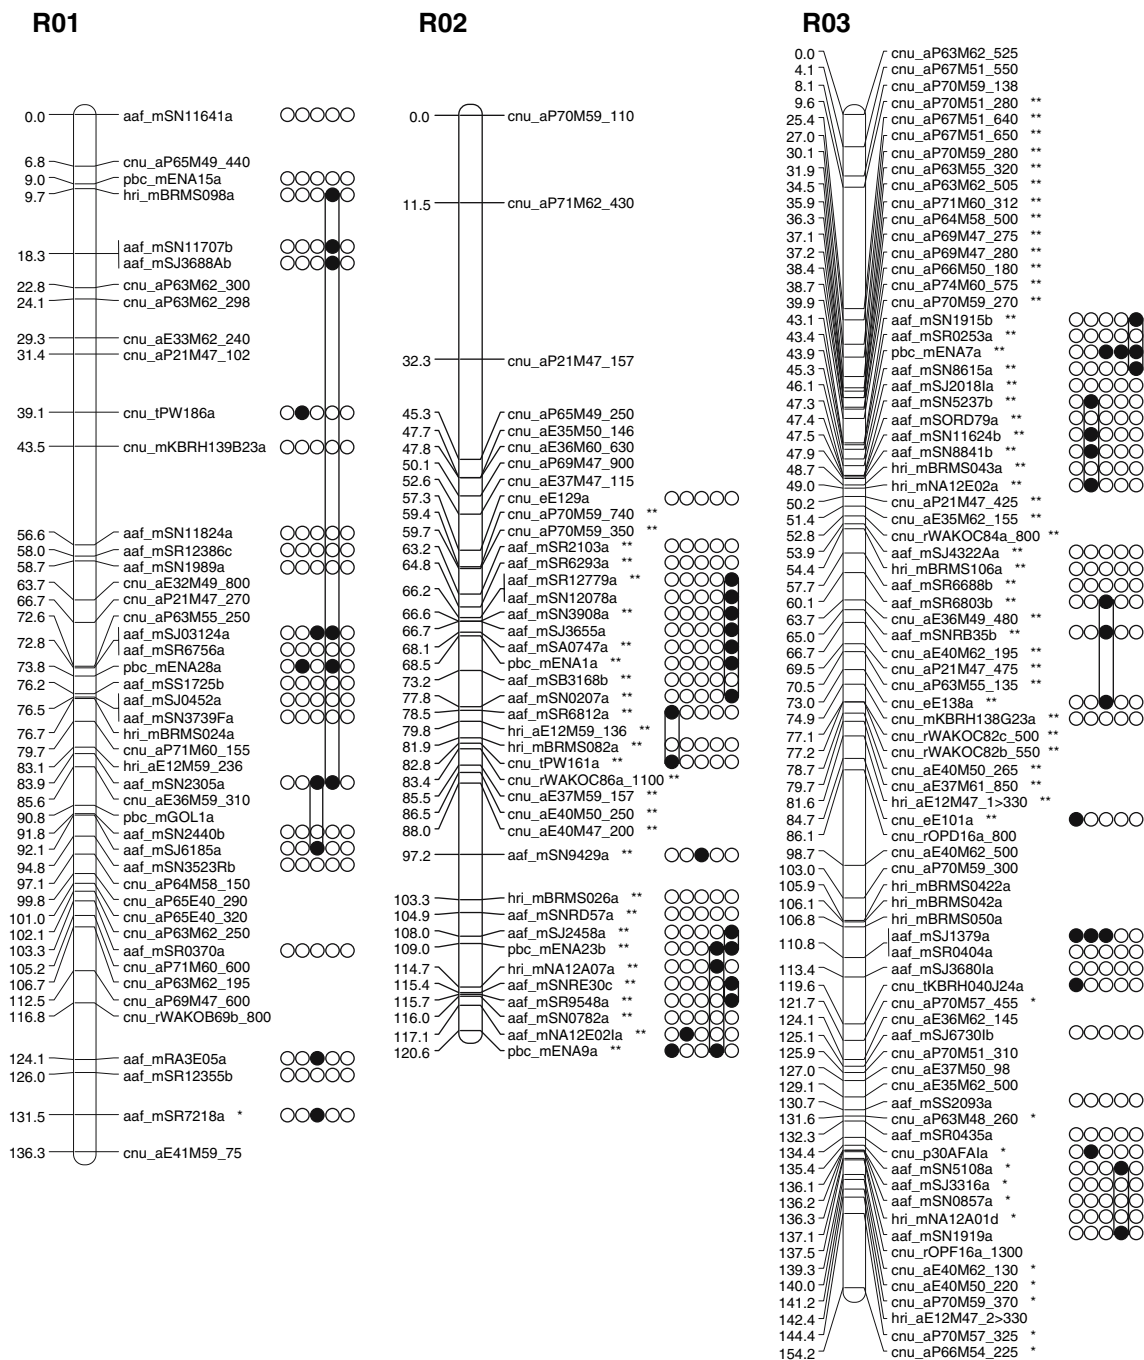 R01
0.0 aaf_mSN11641a
6.8 cnu_aP65M49_440
9.0 pbc_mENA15a
9.7 hri_mBRMS098a
18.3 aaf_mSN11707b
aaf_mSJ3688Ab
22.8 cnu_aP63M62_300
24.1 cnu_aP63M62_298
29.3 cnu_aE33M62_240
31.4 cnu_aP21M47_102
39.1 cnu_tPW186a
43.5 cnu_mKBRH139B23a
56.6 aaf_mSN11824a
58.0 aaf_mSR12386c
58.7 aaf_mSN1989a
63.7 cnu_aE32M49_800
66.7 cnu_aP21M47_270
72.6 cnu_aP63M55_250
72.8 aaf_mSJ03124a
aaf_mSR6756a
73.8 pbc_mENA28a
76.2 aaf_mSS1725b
76.5 aaf_mSJ0452a
aaf_mSN3739Fa
76.7 hri_mBRMS024a
79.7 cnu_aP71M60_155
83.1 hri_aE12M59_236
83.9 aaf_mSN2305a
85.6 cnu_aE36M59_310
90.8 pbc_mGOL1a
91.8 aaf_mSN2440b
92.1 aaf_mSJ6185a
94.8 aaf_mSN3523Rb
97.1 cnu_aP64M58_150
99.8 cnu_aP65E40_290
101.0 cnu_aP65E40_320
102.1 cnu_aP63M62_250
103.3 aaf_mSR0370a
105.2 cnu_aP71M60_600
106.7 cnu_aP63M62_195
112.5 cnu_aP69M47_600
116.8 cnu_rWAKOB69b_800
124.1 aaf_mRA3E05a
126.0 aaf_mSR12355b
131.5 aaf_mSR7218a *
136.3 cnu_aE41M59_75
R02
0.0 cnu_aP70M59_110
11.5 cnu_aP71M62_430
32.3 cnu_aP21M47_157
45.3 cnu_aP65M49_250
47.7 cnu_aE35M50_146
47.8 cnu_aE36M60_630
50.1 cnu_aP69M47_900
52.6 cnu_aE37M47_115
57.3 cnu_eE129a
59.4 cnu_aP70M59_740 **
59.7 cnu_aP70M59_350 **
63.2 aaf_mSR2103a **
64.8 aaf_mSR6293a **
66.2 aaf_mSR12779a **
aaf_mSN12078a
66.6 aaf_mSN3908a **
66.7 aaf_mSJ3655a
68.1 aaf_mSA0747a **
68.5 pbc_mENA1a **
73.2 aaf_mSB3168b **
77.8 aaf_mSN0207a **
78.5 aaf_mSR6812a **
79.8 hri_aE12M59_136 **
81.9 hri_mBRMS082a **
82.8 cnu_tPW161a **
83.4 cnu_rWAKOC86a_1100 **
85.5 cnu_aE37M59_157 **
86.5 cnu_aE40M50_250 **
88.0 cnu_aE40M47_200 **
97.2 aaf_mSN9429a **
103.3 hri_mBRMS026a **
104.9 aaf_mSNRD57a **
108.0 aaf_mSJ2458a **
109.0 pbc_mENA23b **
114.7 hri_mNA12A07a **
115.4 aaf_mSNRE30c **
115.7 aaf_mSR9548a **
116.0 aaf_mSN0782a **
117.1 aaf_mNA12E02Ia **
120.6 pbc_mENA9a **
R03
0.0 cnu_aP63M62_525
4.1 cnu_aP67M51_550
8.1 cnu_aP70M59_138
9.6 cnu_aP70M51_280 **
25.4 cnu_aP67M51_640 **
27.0 cnu_aP67M51_650 **
30.1 cnu_aP70M59_280 **
31.9 cnu_aP63M55_320 **
34.5 cnu_aP63M62_505 **
35.9 cnu_aP71M60_312 **
36.3 cnu_aP64M58_500 **
37.1 cnu_aP69M47_275 **
37.2 cnu_aP69M47_280 **
38.4 cnu_aP66M50_180 **
38.7 cnu_aP74M60_575 **
39.9 cnu_aP70M59_270 **
43.1 aaf_mSN1915b **
43.4 aaf_mSR0253a **
43.9 pbc_mENA7a **
45.3 aaf_mSN8615a **
46.1 aaf_mSJ2018Ia **
47.3 aaf_mSN5237b **
47.4 aaf_mSORD79a **
47.5 aaf_mSN11624b **
47.9 aaf_mSN8841b **
48.7 hri_mBRMS043a **
49.0 hri_mNA12E02a **
50.2 cnu_aP21M47_425 **
51.4 cnu_aE35M62_155 **
52.8 cnu_rWAKOC84a_800 **
53.9 aaf_mSJ4322Aa **
54.4 hri_mBRMS106a **
57.7 aaf_mSR6688b **
60.1 aaf_mSR6803b **
63.7 cnu_aE36M49_480 **
65.0 aaf_mSNRB35b **
66.7 cnu_aE40M62_195 **
69.5 cnu_aP21M47_475 **
70.5 cnu_aP63M55_135 **
73.0 cnu_eE138a **
74.9 cnu_mKBRH138G23a **
77.1 cnu_rWAKOC82c_500 **
77.2 cnu_rWAKOC82b_550 **
78.7 cnu_aE40M50_265 **
79.7 cnu_aE37M61_850 **
81.6 hri_aE12M47_1>330 **
84.7 cnu_eE101a **
86.1 cnu_rOPD16a_800
98.7 cnu_aE40M62_500
103.0 cnu_aP70M59_300
105.9 hri_mBRMS0422a
106.1 hri_mBRMS042a
106.8 hri_mBRMS050a
110.8 aaf_mSJ1379a
aaf_mSR0404a
113.4 aaf_mSJ3680Ia
119.6 cnu_tKBRH040J24a
121.7 cnu_aP70M57_455 *
124.1 cnu_aE36M62_145
125.1 aaf_mSJ6730Ib
125.9 cnu_aP70M51_310
127.0 cnu_aE37M50_98
129.1 cnu_aE35M62_500
130.7 aaf_mSS2093a
131.6 cnu_aP63M48_260 *
132.3 aaf_mSR0435a
134.4 cnu_p30AFAIa *
135.4 aaf_mSN5108a *
136.1 aaf_mSJ3316a *
136.2 aaf_mSN0857a *
136.3 hri_mNA12A01d *
137.1 aaf_mSN1919a
137.5 cnu_rOPF16a_1300
139.3 cnu_aE40M62_130 *
140.0 cnu_aE40M50_220 *
141.2 cnu_aP70M59_370 *
142.4 hri_aE12M47_2>330
144.4 cnu_aP70M57_325 *
154.2 cnu_aP66M54_225 *